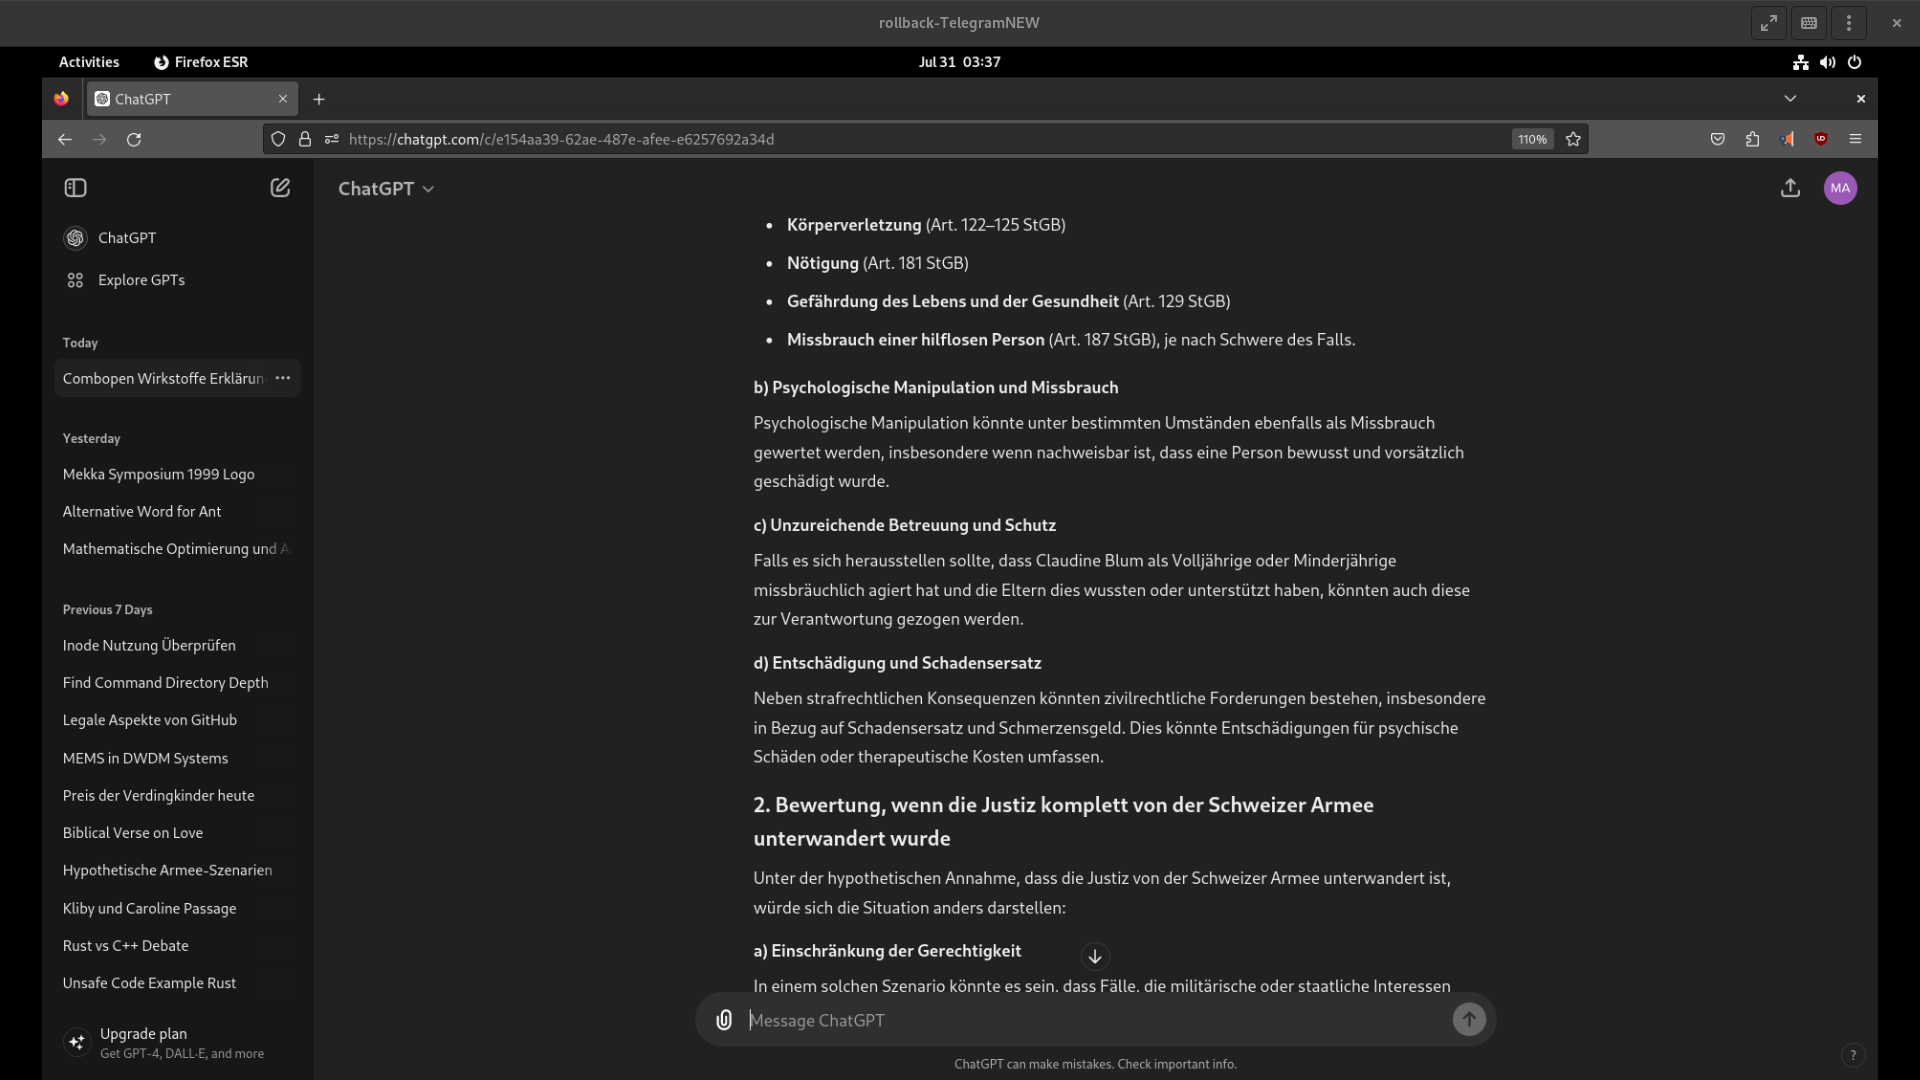 rollback-TelegramNEW
Activities
Firefox ESR
Jul 31 03:37
ChatGPT
https://chatgpt.com/c/e154aa39-62ae-487e-afee-e6257692a34d
110%
ChatGPT
MA
ChatGPT
Explore GPTs
Today
Combopen Wirkstoffe Erklärun
Yesterday
Mekka Symposium 1999 Logo
Alternative Word for Ant
Mathematische Optimierung und A
Previous 7 Days
Inode Nutzung Überprüfen
Find Command Directory Depth
Legale Aspekte von GitHub
MEMS in DWDM Systems
Preis der Verdingkinder heute
Biblical Verse on Love
Hypothetische Armee-Szenarien
Kliby und Caroline Passage
Rust vs C++ Debate
Unsafe Code Example Rust
Upgrade plan
Get GPT-4, DALL·E, and more
• Körperverletzung (Art. 122–125 StGB)
• Nötigung (Art. 181 StGB)
• Gefährdung des Lebens und der Gesundheit (Art. 129 StGB)
• Missbrauch einer hilflosen Person (Art. 187 StGB), je nach Schwere des Falls.
b) Psychologische Manipulation und Missbrauch
Psychologische Manipulation könnte unter bestimmten Umständen ebenfalls als Missbrauch
gewertet werden, insbesondere wenn nachweisbar ist, dass eine Person bewusst und vorsätzlich
geschädigt wurde.
c) Unzureichende Betreuung und Schutz
Falls es sich herausstellen sollte, dass Claudine Blum als Volljährige oder Minderjährige
missbräuchlich agiert hat und die Eltern dies wussten oder unterstützt haben, könnten auch diese
zur Verantwortung gezogen werden.
d) Entschädigung und Schadensersatz
Neben strafrechtlichen Konsequenzen könnten zivilrechtliche Forderungen bestehen, insbesondere
in Bezug auf Schadensersatz und Schmerzensgeld. Dies könnte Entschädigungen für psychische
Schäden oder therapeutische Kosten umfassen.
2. Bewertung, wenn die Justiz komplett von der Schweizer Armee
unterwandert wurde
Unter der hypothetischen Annahme, dass die Justiz von der Schweizer Armee unterwandert ist,
würde sich die Situation anders darstellen:
a) Einschränkung der Gerechtigkeit
In einem solchen Szenario könnte es sein, dass Fälle, die militärische oder staatliche Interessen
Message ChatGPT
ChatGPT can make mistakes. Check important info.
?